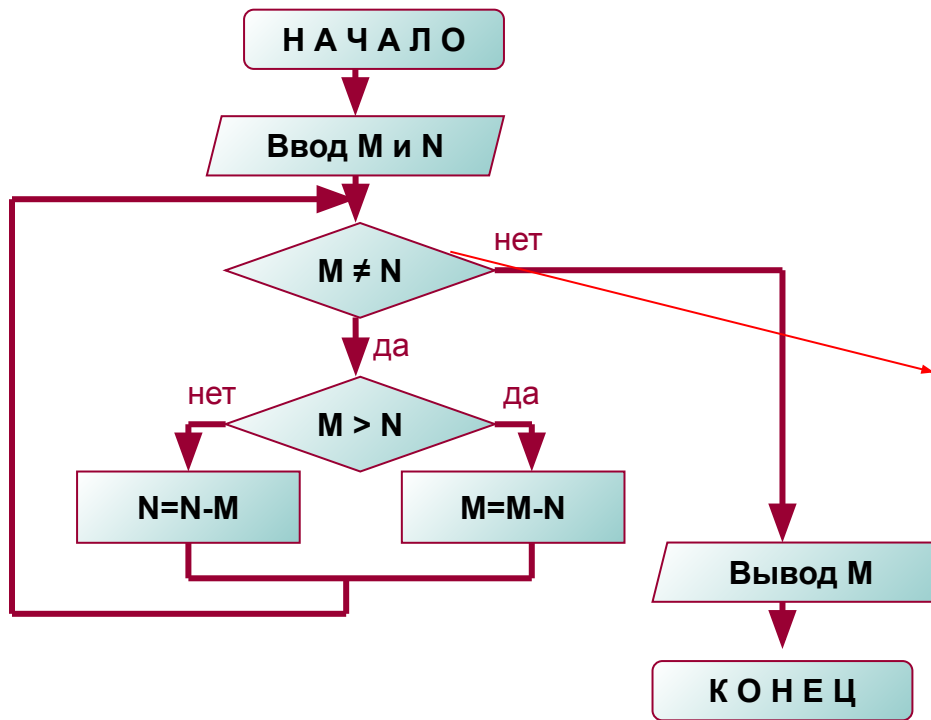 Н А Ч А Л О
Ввод M и N
нет
M ≠ N
да
нет
да
M > N
N=N-M
M=M-N
Вывод M
К О Н Е Ц